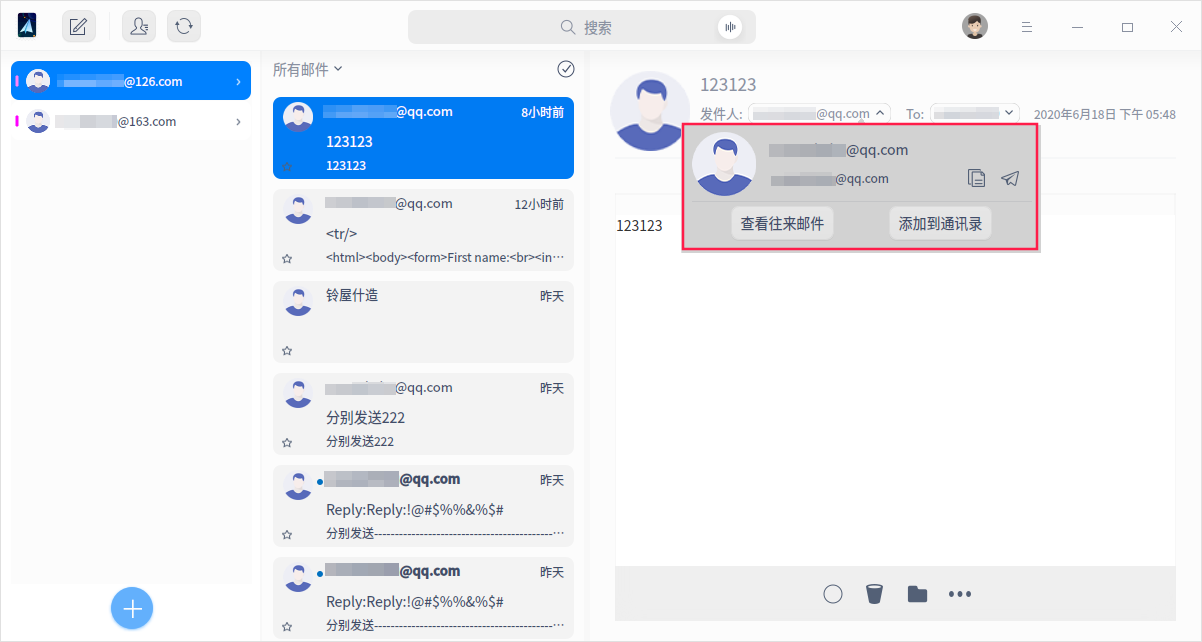 搜索
@126.com
@163.com
所有邮件
@qq.com 8小时前
123123
123123
@qq.com 12小时前
<tr/>
<html><body><form>First name:<br><in···
铃屋什造 昨天
@qq.com 昨天
分别发送222
分别发送222
@qq.com 昨天
Reply:Reply:!@#$%%&%$#
分别发送--------------------------------------------···
@qq.com 昨天
Reply:Reply:!@#$%%&%$#
分别发送--------------------------------------------···
123123
发件人: @qq.com To: 2020年6月18日 下午 05:48
@qq.com
@qq.com
查看往来邮件 添加到通讯录
123123